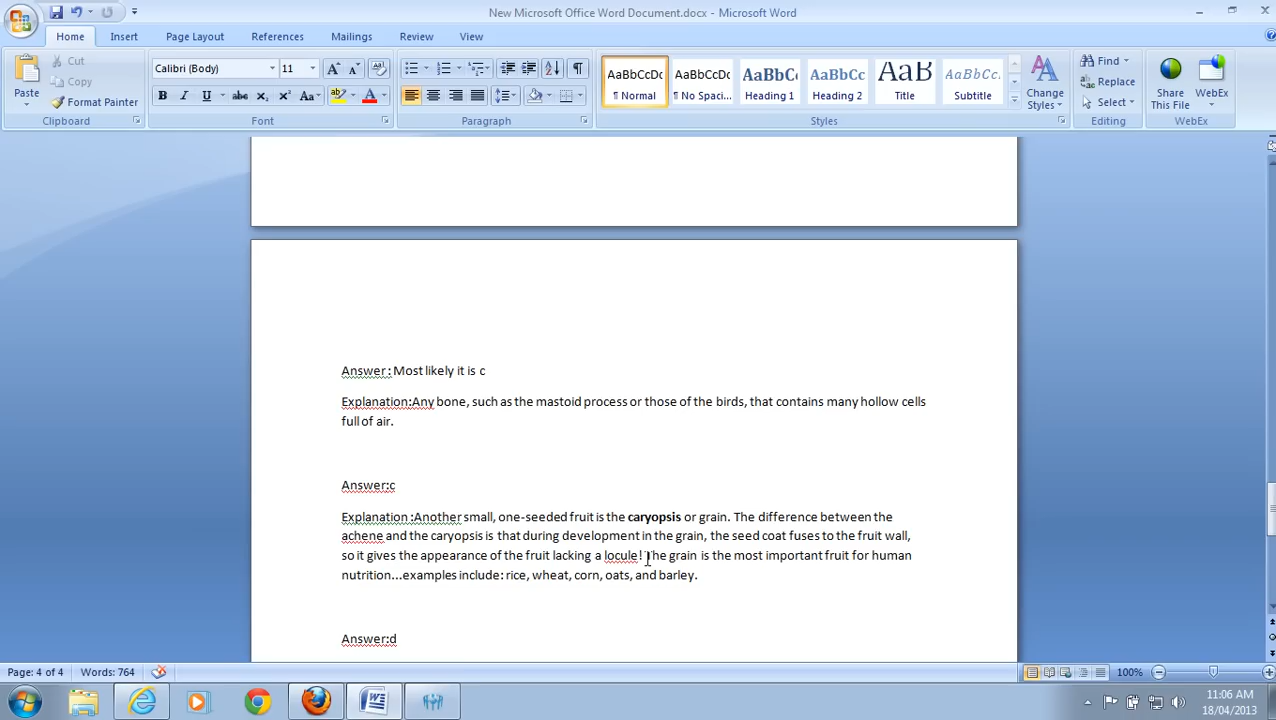 New Microsoft Office Word Document.docx - Microsoft Word
Home Insert Page Layout References Mailings Review View
Paste
Cut
Copy
Format Painter
Clipboard
Calibri (Body) 11
Font
Paragraph
AaBbCcDc AaBbCcDc AaBbC AaBbCc AaB AaBbCc.
¶ Normal ¶ No Spaci... Heading 1 Heading 2 Title Subtitle
Change Styles
Styles
Find
Replace
Select
Editing
Share This File
WebEx
WebEx
Answer: Most likely it is c
Explanation:Any bone, such as the mastoid process or those of the birds, that contains many hollow cells
full of air.
Answer:c
Explanation :Another small, one-seeded fruit is the caryopsis or grain. The difference between the
achene and the caryopsis is that during development in the grain, the seed coat fuses to the fruit wall,
so it gives the appearance of the fruit lacking a locule! The grain is the most important fruit for human
nutrition...examples include: rice, wheat, corn, oats, and barley.
Answer:d
Page: 4 of 4 Words: 764 100%
11:06 AM
18/04/2013